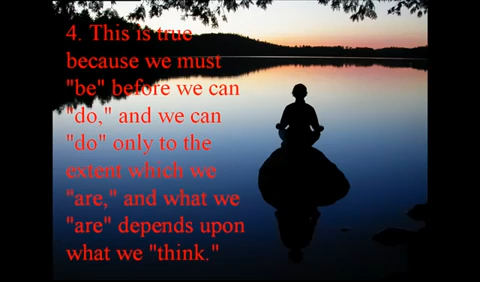 4. This is true
because we must
"be" before we can
"do," and we can
"do" only to the
extent which we
"are," and what we
"are" depends upon
what we "think."